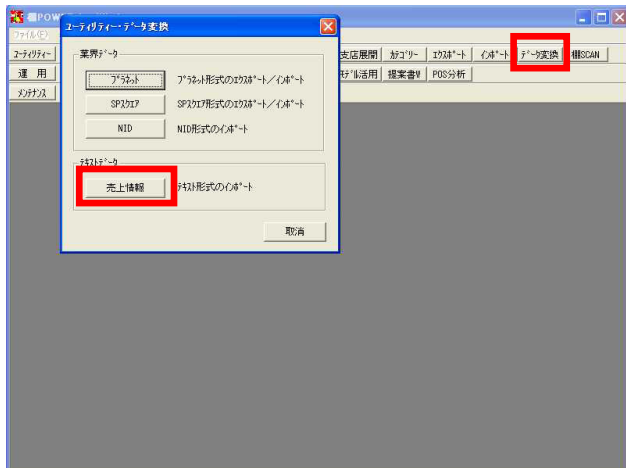 棚POW
ユーティリティー・データ変換
ファイル(F)
ユーティリティー 支店展開 カテゴリー エクスポート インポート データ変換 棚SCAN
運用 モデル活用 提案書W POS分析
メンテナンス
業界データ
プラネット プラネット形式のエクスポート/インポート
SPスクエア SPスクエア形式のエクスポート/インポート
NID NID形式のインポート
テキストデータ
売上情報 テキスト形式のインポート
取消